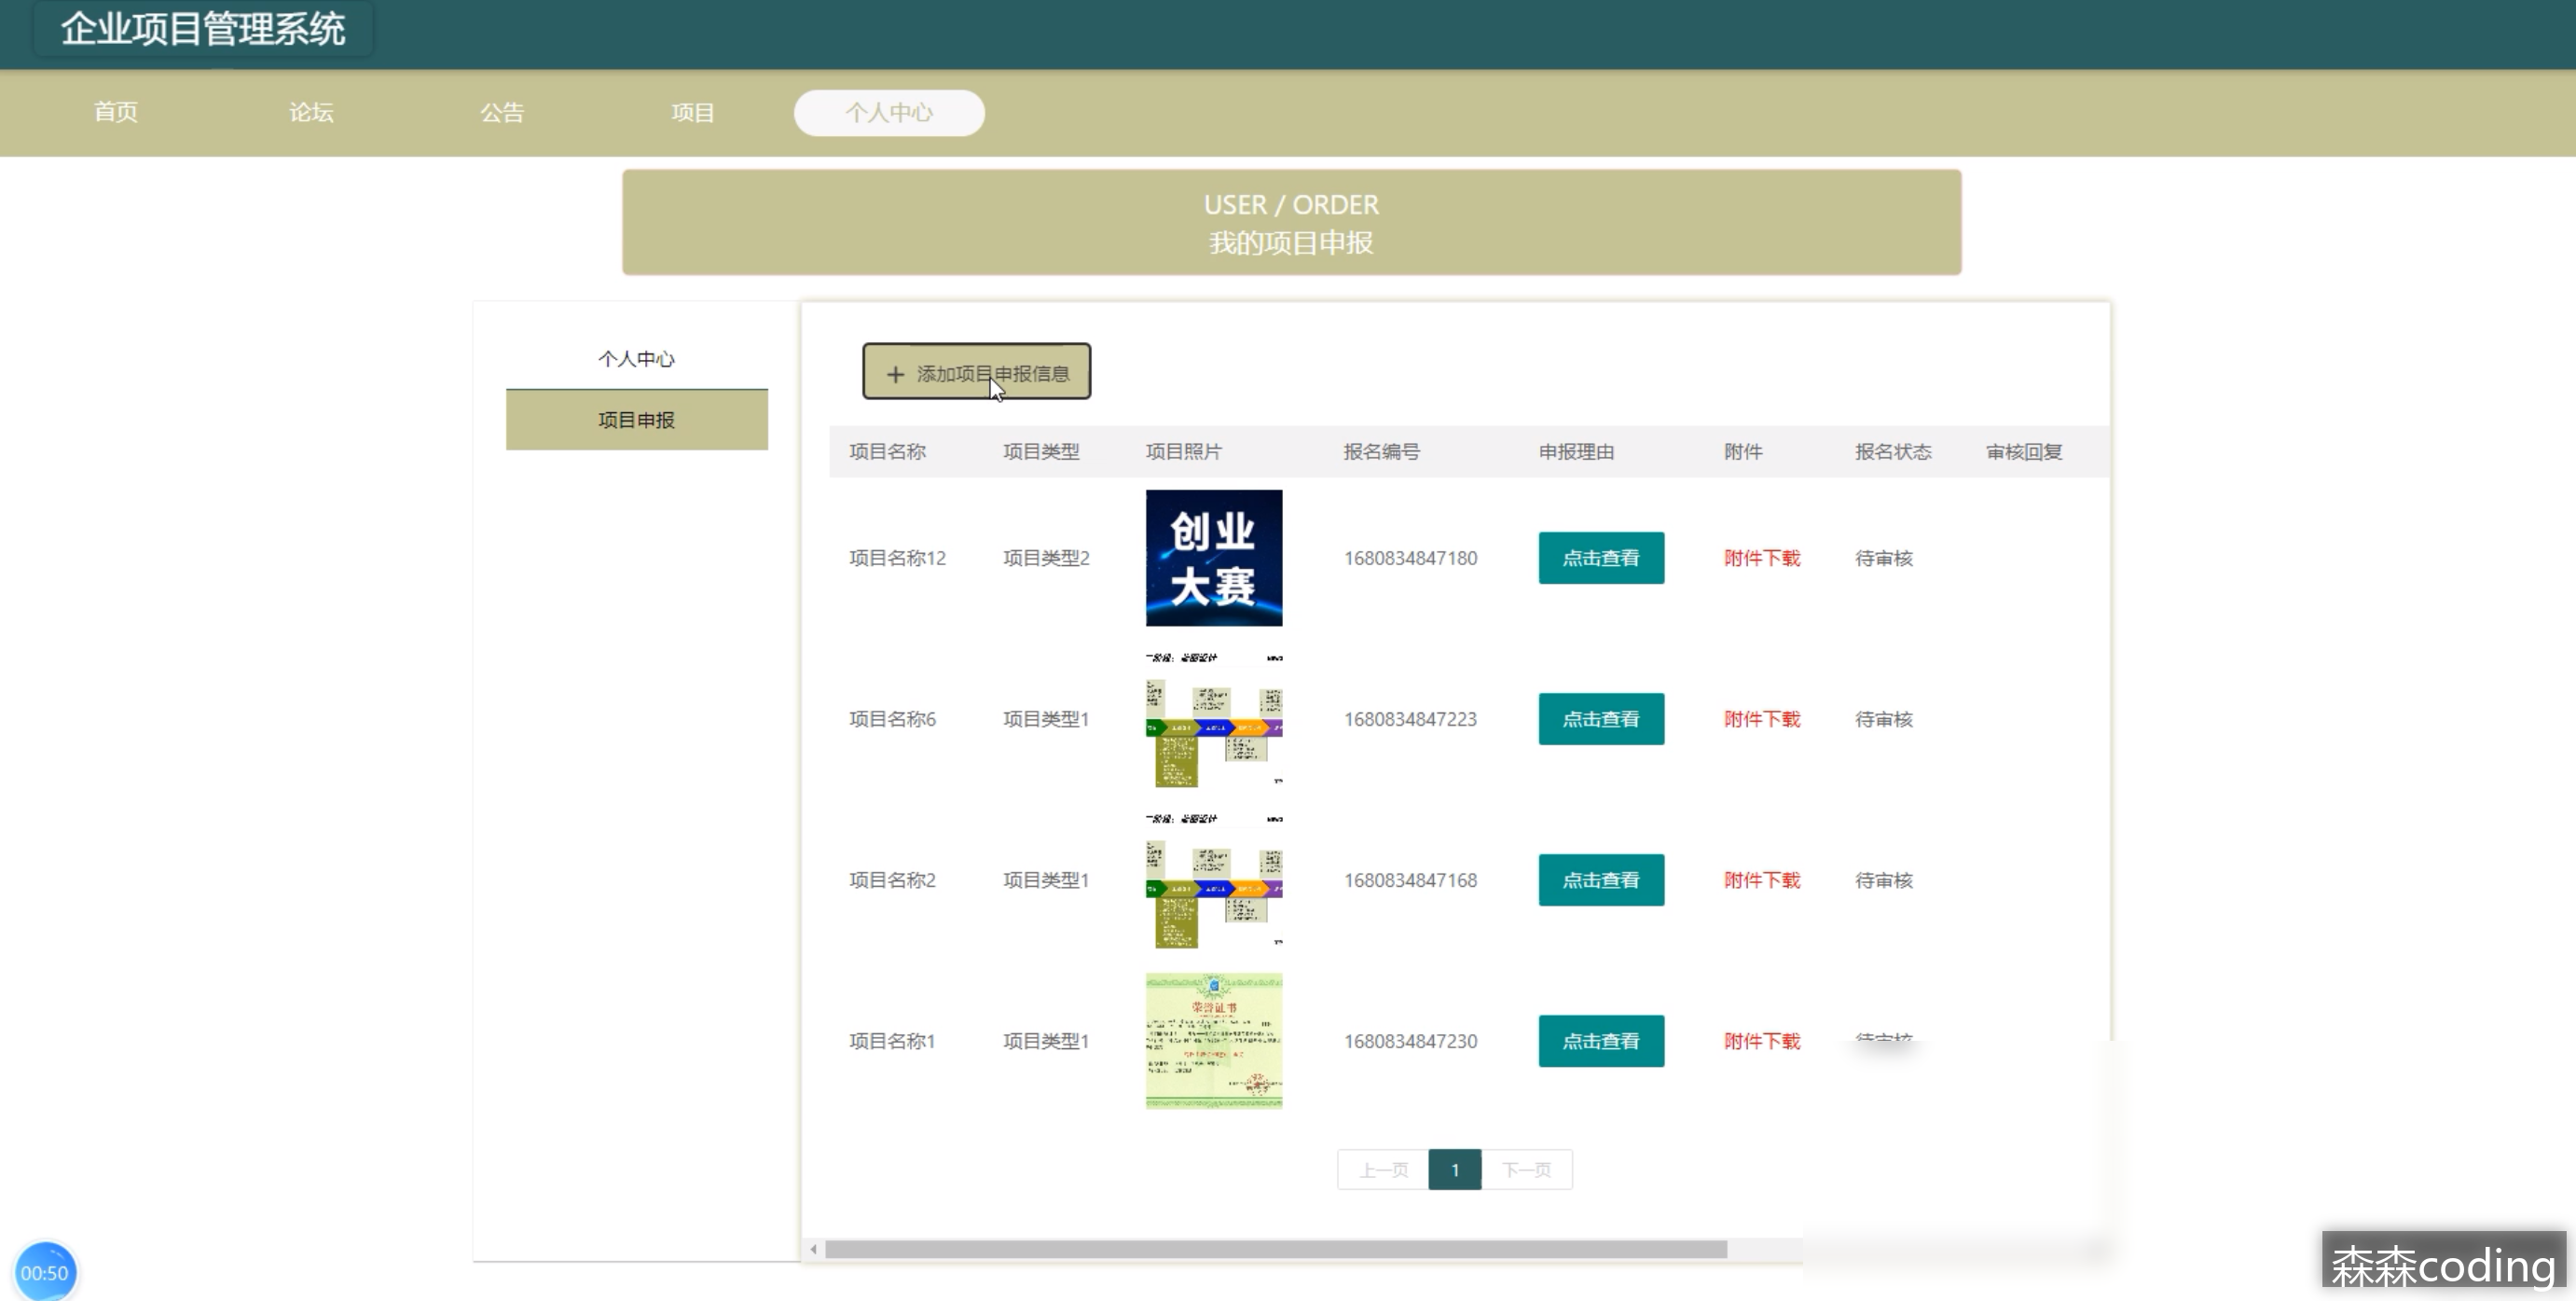 企业项目管理系统
首页 论坛 公告 项目 个人中心
USER / ORDER
我的项目申报
个人中心
项目申报
添加项目申报信息
项目名称 项目类型 项目照片 报名编号 申报理由 附件 报名状态 审核回复
项目名称12 项目类型2 创业大赛 1680834847180 点击查看 附件下载 待审核
项目名称6 项目类型1 1680834847223 点击查看 附件下载 待审核
项目名称2 项目类型1 1680834847168 点击查看 附件下载 待审核
荣誉证书
项目名称1 项目类型1 1680834847230 点击查看 附件下载 待审核
上一页 1 下一页
00:50
森森coding